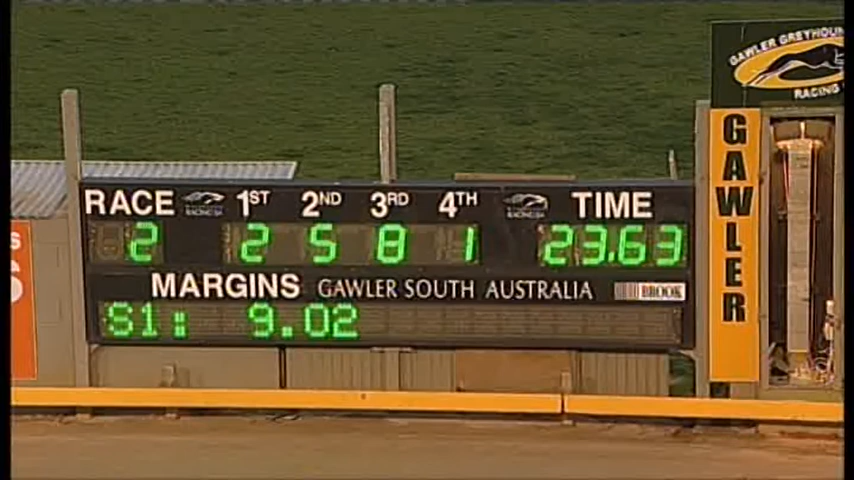 GAWLER GREYHOUN
RACING
RACE 1ST 2ND 3RD 4TH TIME
2 2 5 8 1 23.63
MARGINS GAWLER SOUTH AUSTRALIA BROOK
S1: 9.02
GAWLER
S
S